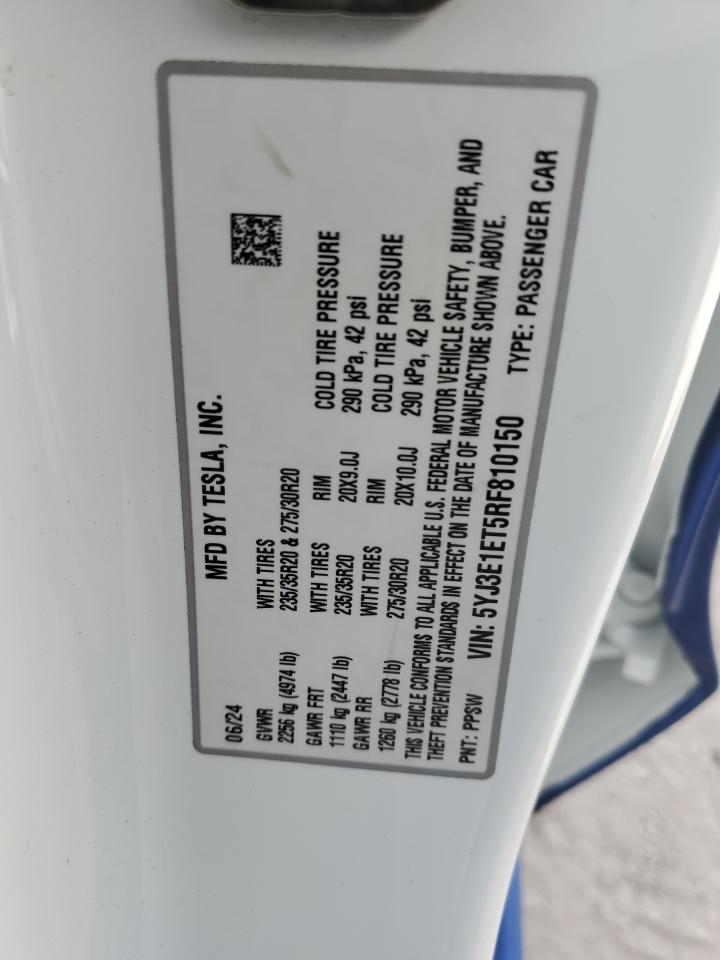 MFD BY TESLA, INC.
06/24
GVWR WITH TIRES
2256 kg (4974 lb) 235/35R20 & 275/30R20
GAWR FRT WITH TIRES RIM COLD TIRE PRESSURE
1110 kg (2447 lb) 235/35R20 20X9.0J 290 kPa, 42 psi
GAWR RR WITH TIRES RIM COLD TIRE PRESSURE
1260 kg (2778 lb) 275/30R20 20X10.0J 290 kPa, 42 psi
THIS VEHICLE CONFORMS TO ALL APPLICABLE U.S. FEDERAL MOTOR VEHICLE SAFETY, BUMPER, AND
THEFT PREVENTION STANDARDS IN EFFECT ON THE DATE OF MANUFACTURE SHOWN ABOVE.
PNT: PPSW VIN: 5YJ3E1ET5RF810150 TYPE: PASSENGER CAR